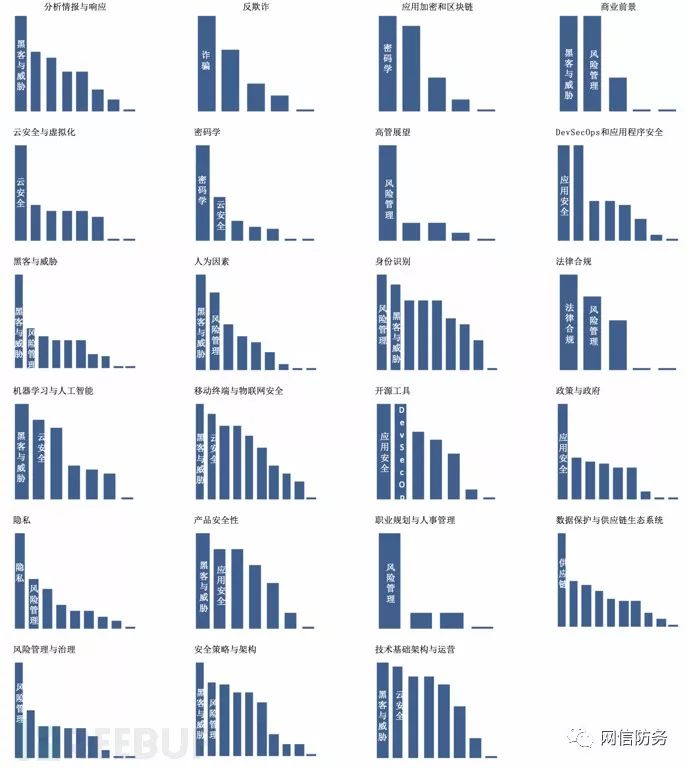 分析情报与响应
反欺诈
应用加密和区块链
商业前景
黑客与威胁
诈骗
密码学
黑客与威胁
风险管理
云安全与虚拟化
密码学
高管展望
DevSecOps和应用程序安全
云安全
密码学
云安全
风险管理
应用安全
黑客与威胁
人为因素
身份识别
法律合规
黑客与威胁
风险管理
黑客与威胁
风险管理
风险管理
黑客与威胁
法律合规
风险管理
机器学习与人工智能
移动终端与物联网安全
开源工具
政策与政府
黑客与威胁
云安全
黑客与威胁
云安全
应用安全
DevSecOp
应用安全
隐私
产品安全性
职业规划与人事管理
数据保护与供应链生态系统
隐私
风险管理
黑客与威胁
应用安全
风险管理
供应链
风险管理与治理
安全策略与架构
技术基础架构与运营
风险管理
黑客与威胁
风险管理
黑客与威胁
云安全
REEBUF
网信防务